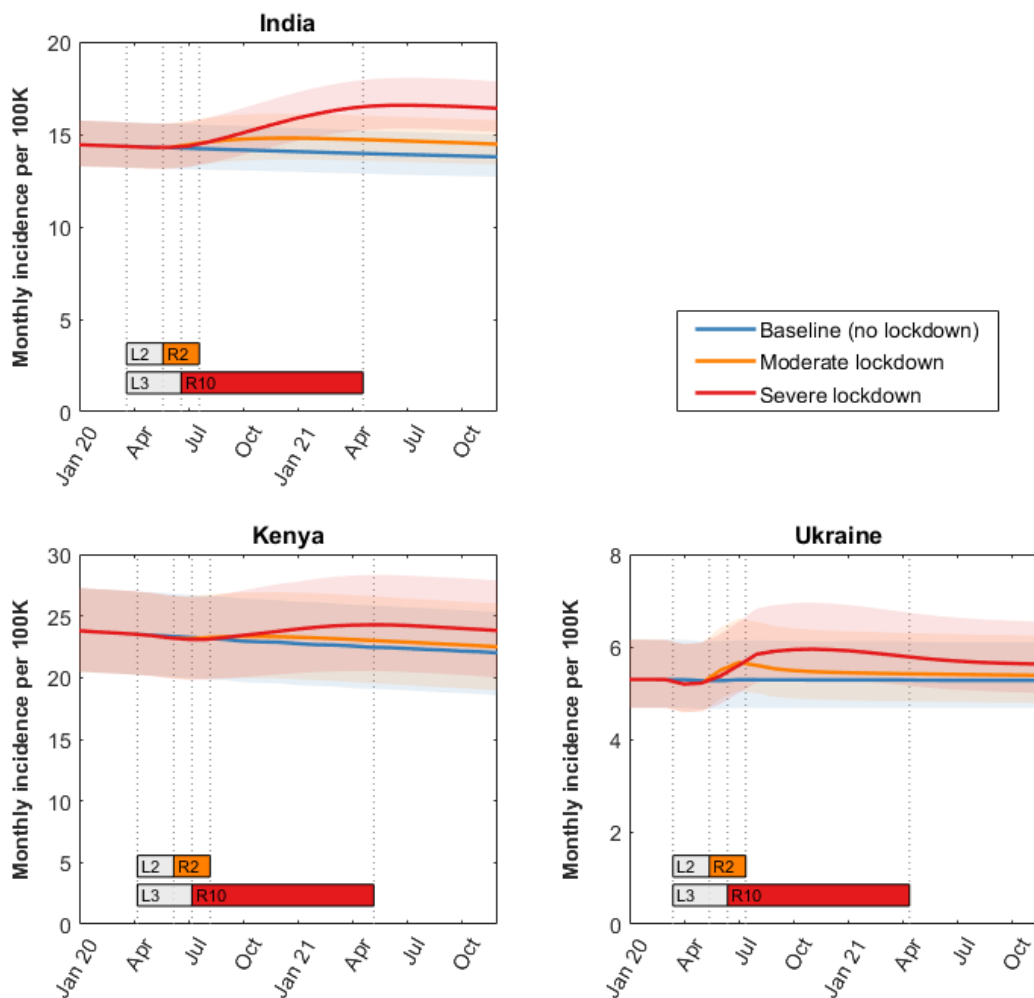 India
Monthly incidence per 100K
20
15
10
5
0
L2 R2
L3 R10
Jan 20 Apr Jul Oct Jan 21 Apr Jul Oct
Baseline (no lockdown)
Moderate lockdown
Severe lockdown
Kenya
Monthly incidence per 100K
30
25
20
15
10
5
0
L2 R2
L3 R10
Jan 20 Apr Jul Oct Jan 21 Apr Jul Oct
Ukraine
Monthly incidence per 100K
8
6
4
2
0
L2 R2
L3 R10
Jan 20 Apr Jul Oct Jan 21 Apr Jul Oct